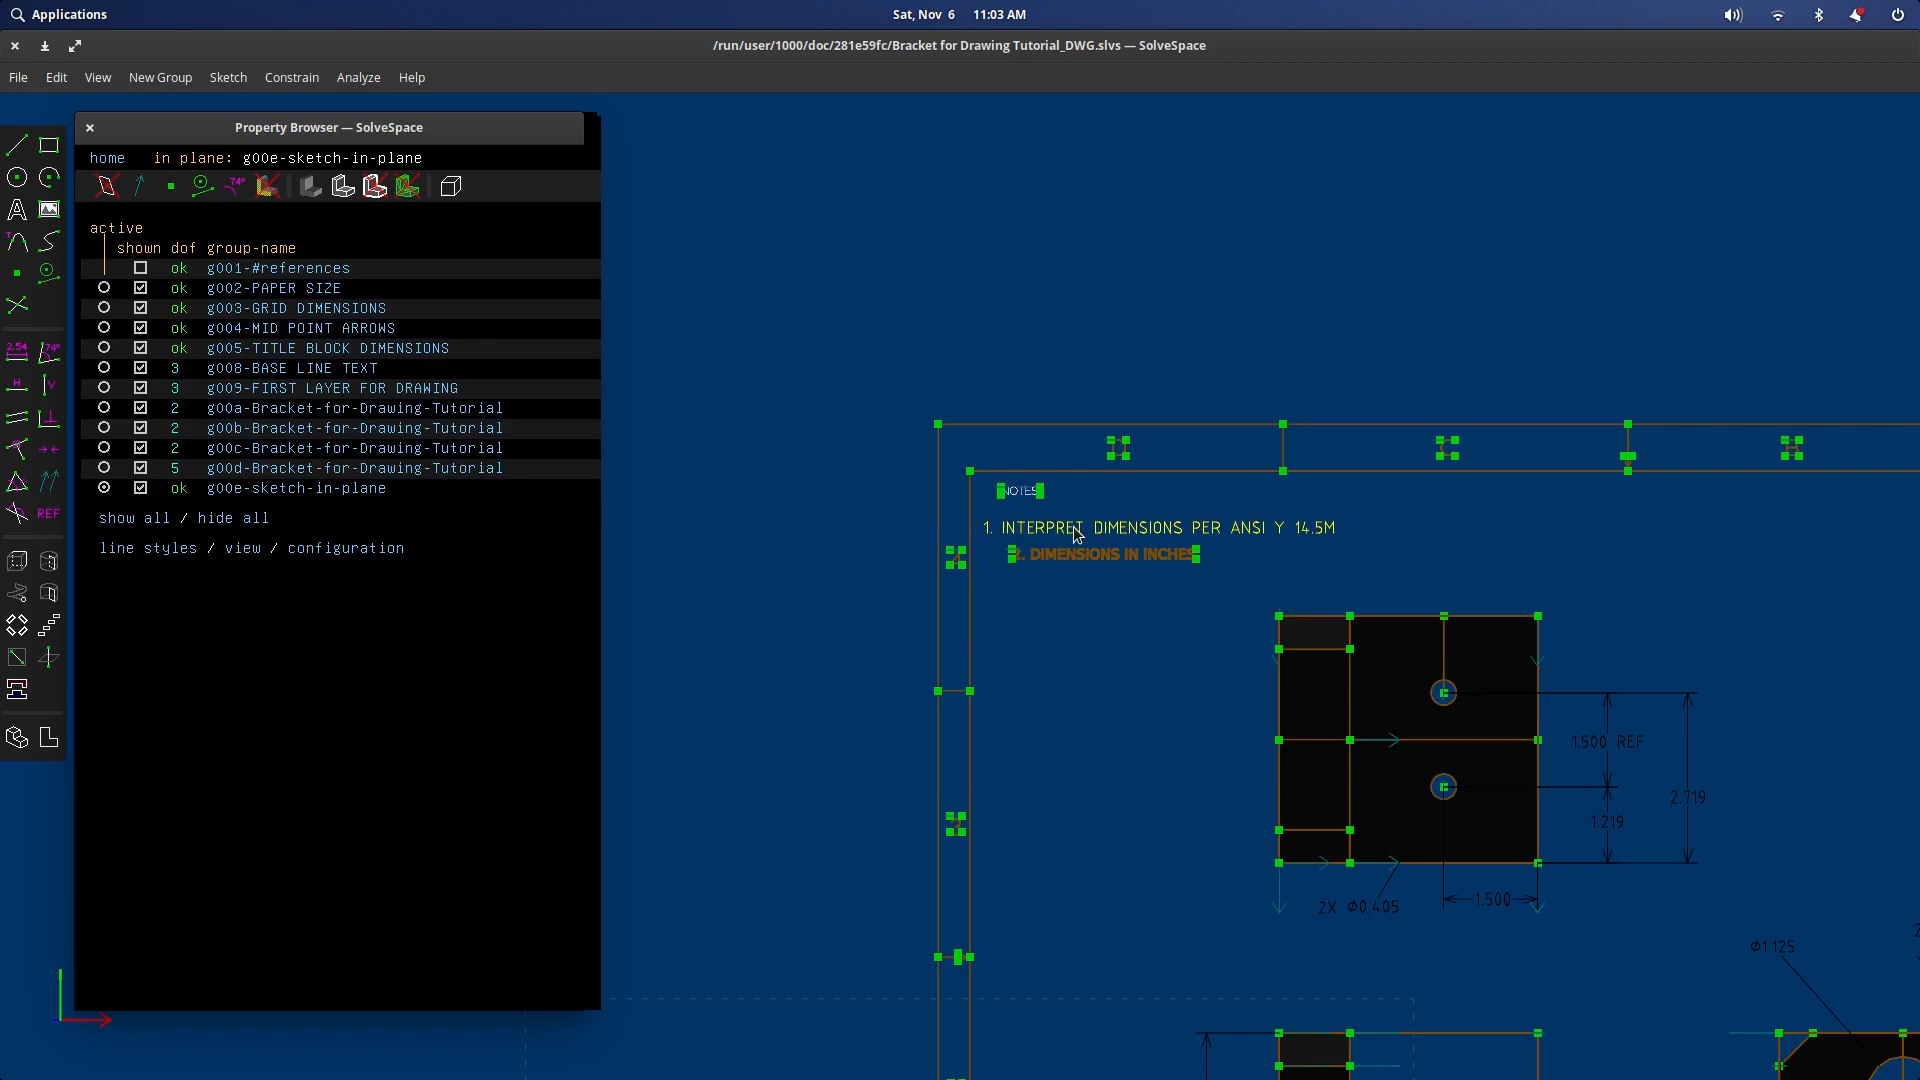 Applications
Sat, Nov 6 11:03 AM
/run/user/1000/doc/281e59fc/Bracket for Drawing Tutorial_DWG.slvs — SolveSpace
File Edit View New Group Sketch Constrain Analyze Help
Property Browser — SolveSpace
home in plane: g00e-sketch-in-plane
74°
active
shown dof group-name
ok g001-#references
ok g002-PAPER SIZE
ok g003-GRID DIMENSIONS
ok g004-MID POINT ARROWS
ok g005-TITLE BLOCK DIMENSIONS
3 g008-BASE LINE TEXT
3 g009-FIRST LAYER FOR DRAWING
2 g00a-Bracket-for-Drawing-Tutorial
2 g00b-Bracket-for-Drawing-Tutorial
2 g00c-Bracket-for-Drawing-Tutorial
5 g00d-Bracket-for-Drawing-Tutorial
ok g00e-sketch-in-plane
show all / hide all
line styles / view / configuration
A
T
2.54 74°
H V
REF
NOTES
1. INTERPRET DIMENSIONS PER ANSI Y 14.5M
2. DIMENSIONS IN INCHES
1.500 REF
2.719
1.219
1.500
2X Ø0.405
Ø1.125